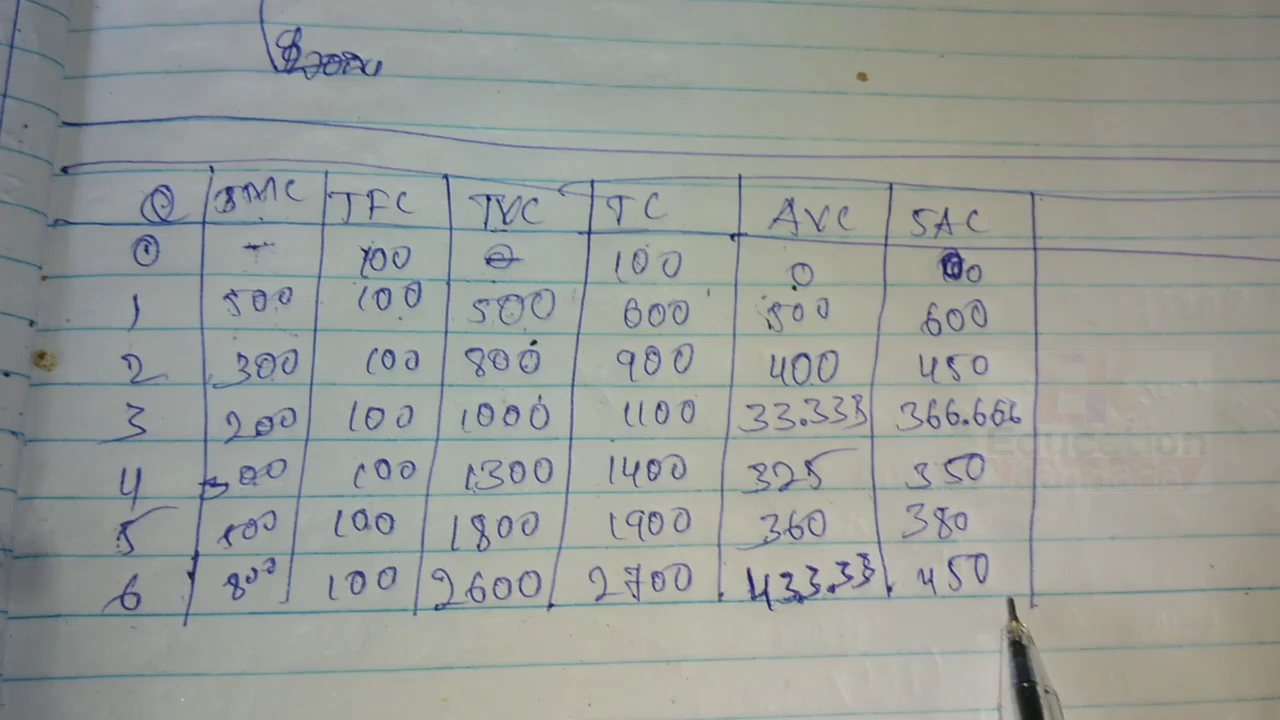 Q SMC TFC TVC TC AVC SAC
0 - 100 0 100 0 00
1 500 100 500 600 500 600
2 300 100 800 900 400 450
3 200 100 1000 1100 33.333 366.666
4 300 100 1300 1400 325 350
5 500 100 1800 1900 360 380
6 800 100 2600 2700 433.33 450
Education